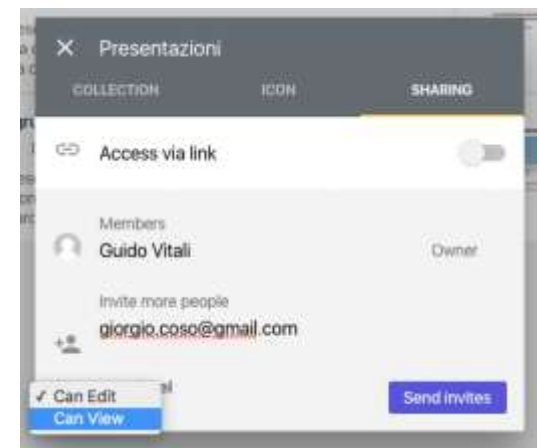 Presentazioni
COLLECTION ICON SHARING
Access via link
Members
Guido Vitali Owner
Invite more people
giorgio.coso@gmail.com
✓ Can Edit
Can View
Send invites